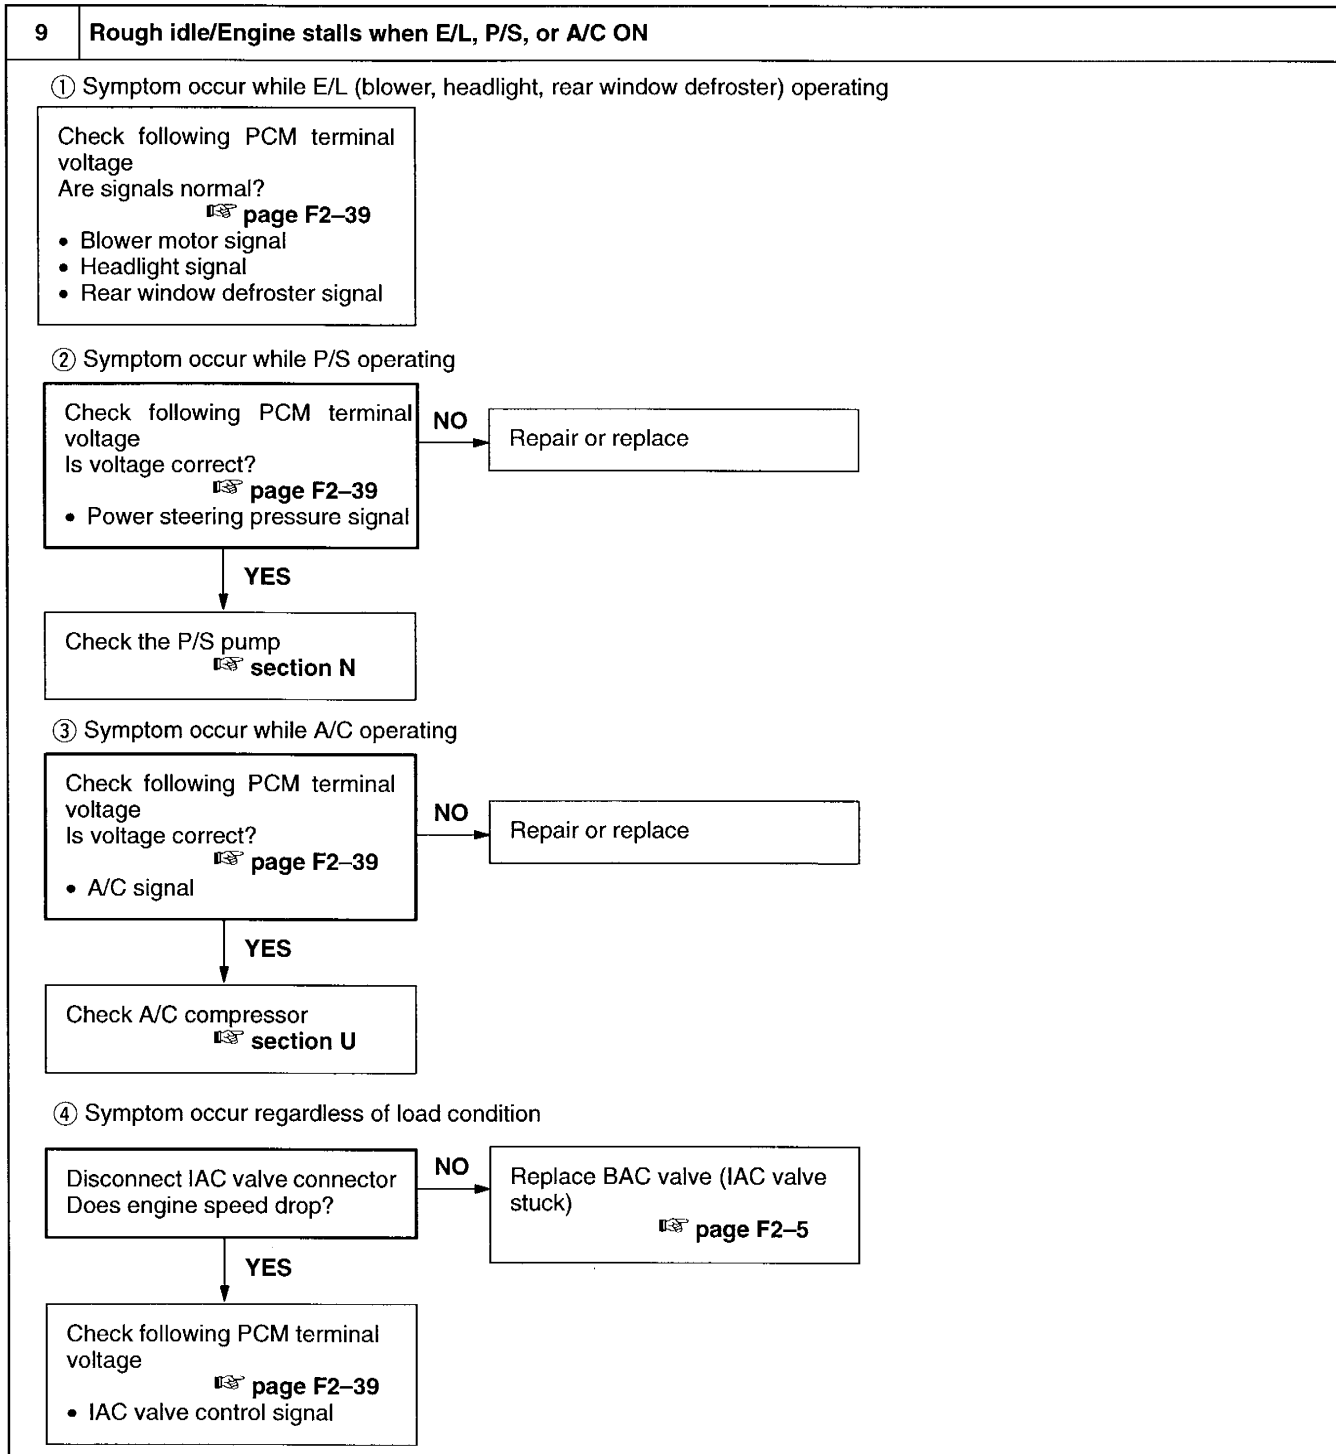 9 Rough idle/Engine stalls when E/L, P/S, or A/C ON
① Symptom occur while E/L (blower, headlight, rear window defroster) operating
Check following PCM terminal
voltage
Are signals normal?
☞ page F2–39
• Blower motor signal
• Headlight signal
• Rear window defroster signal
② Symptom occur while P/S operating
Check following PCM terminal
voltage
Is voltage correct?
☞ page F2–39
• Power steering pressure signal
NO
Repair or replace
YES
Check the P/S pump
☞ section N
③ Symptom occur while A/C operating
Check following PCM terminal
voltage
Is voltage correct?
☞ page F2–39
• A/C signal
NO
Repair or replace
YES
Check A/C compressor
☞ section U
④ Symptom occur regardless of load condition
Disconnect IAC valve connector
Does engine speed drop?
NO
Replace BAC valve (IAC valve
stuck)
☞ page F2–5
YES
Check following PCM terminal
voltage
☞ page F2–39
• IAC valve control signal